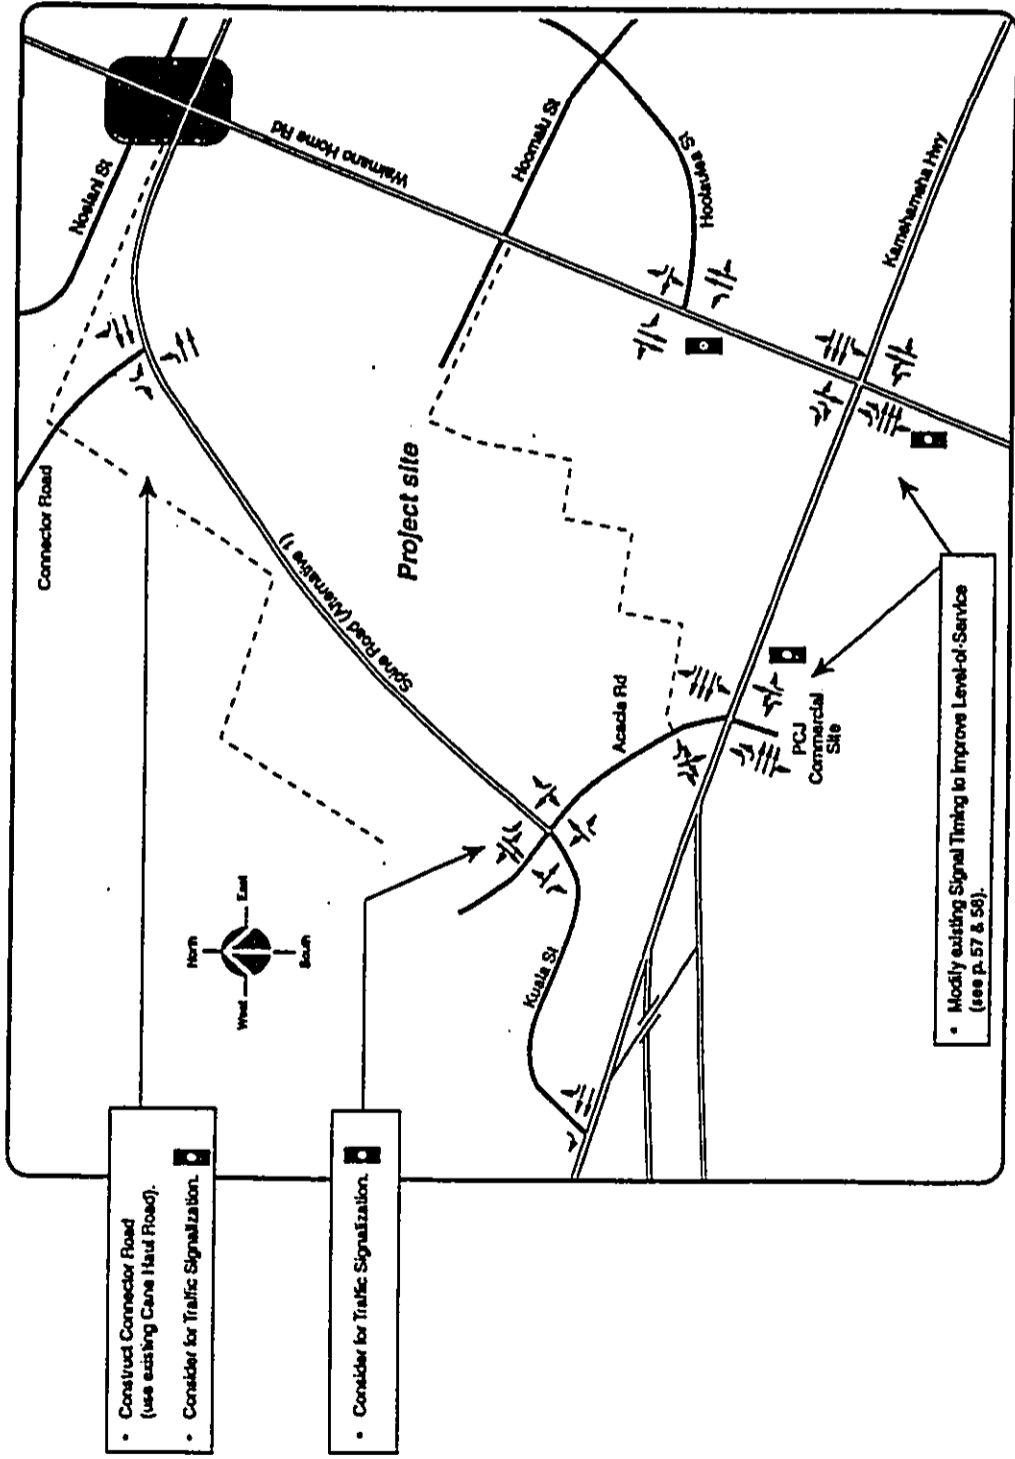 • Construct Connector Road
(use existing Cane Haul Road).
• Consider for Traffic Signalization.
• Consider for Traffic Signalization.
North
West
East
South
Connector Road
Noelani St
Spine Road (Alternative 1)
Project site
Waimano Home Rd
Hoomalu St
Hoolaulea St
Kamehameha Hwy
Acacia Rd
Kuala St
PCJ
Commercial
Site
• Modify existing Signal Timing to Improve Level-of-Service
(see p. 57 & 58).